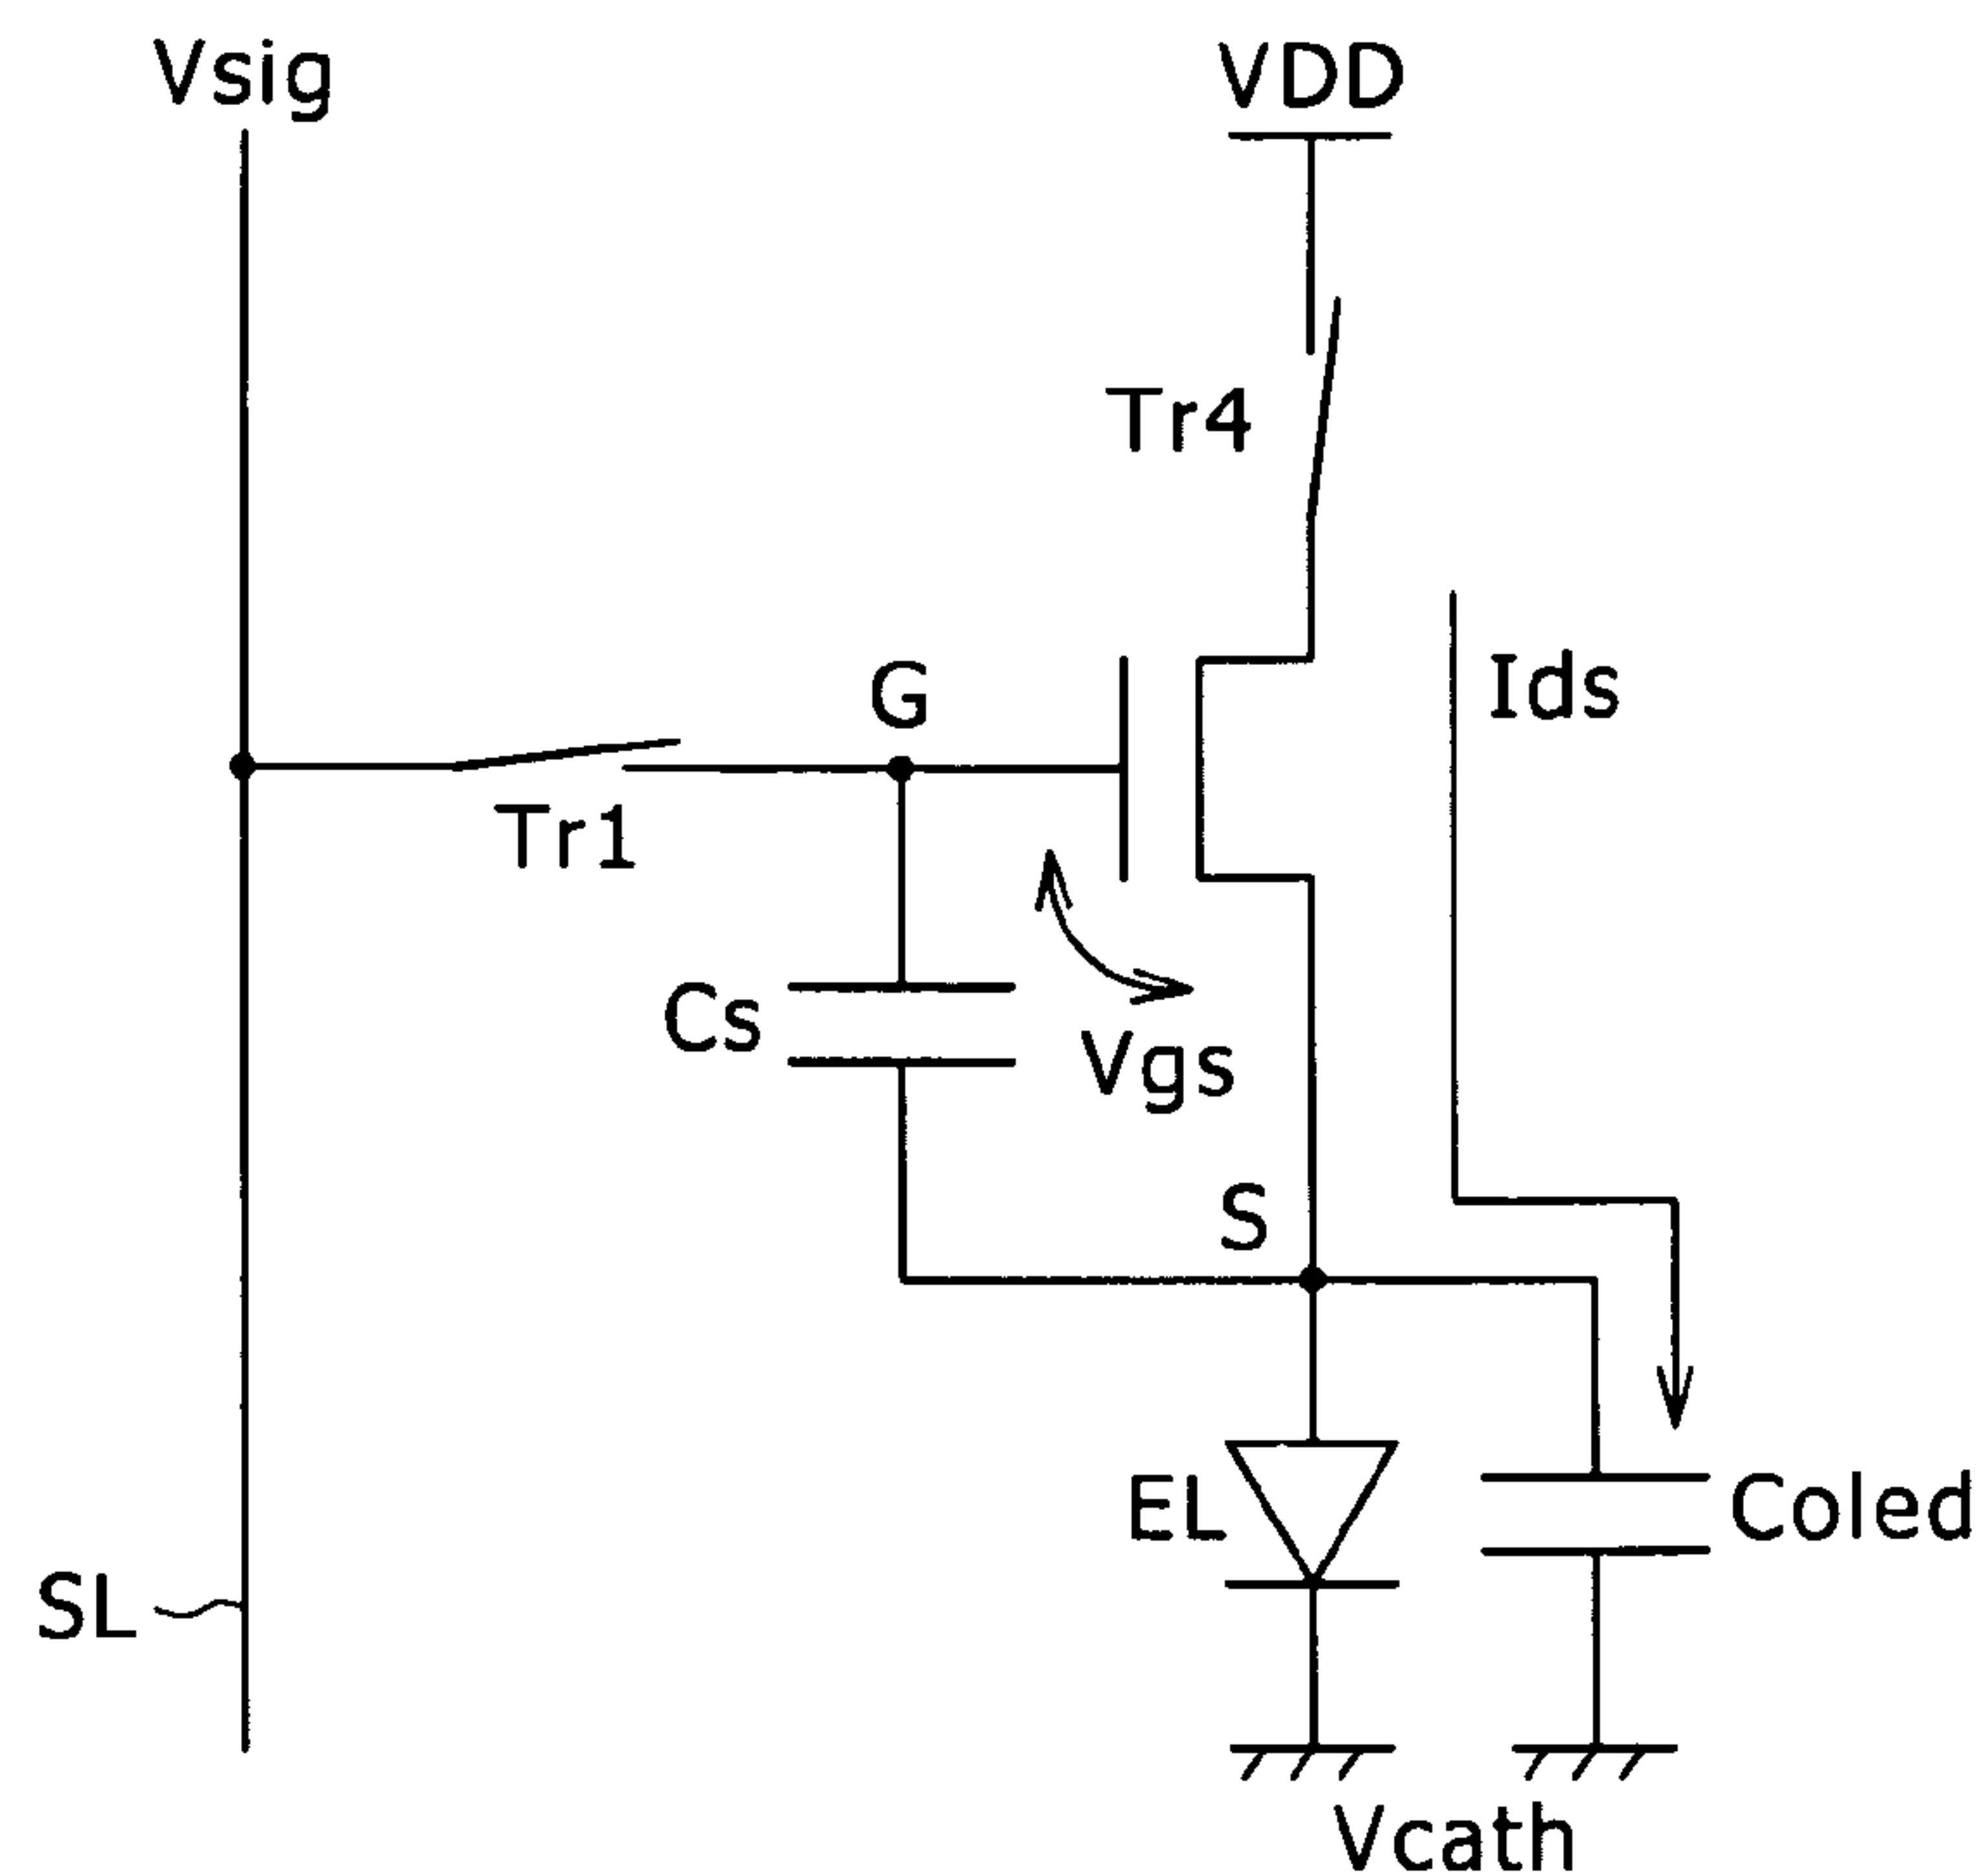 Vsig
VDD
Tr4
Ids
G
Tr1
Cs
Vgs
S
EL
Coled
SL
Vcath